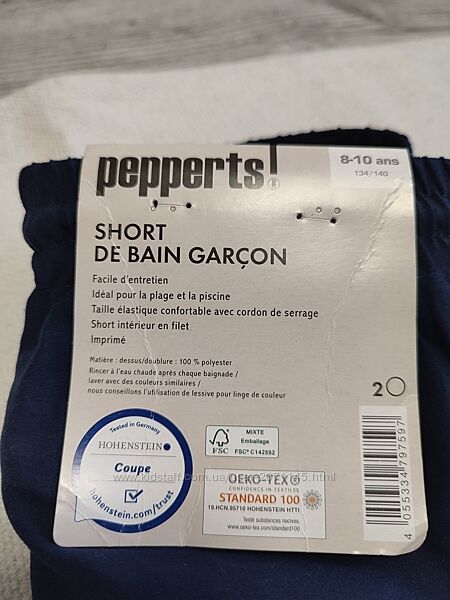 pepperts!®
8-10 ans
134/140
SHORT
DE BAIN GARÇON
Facile d'entretien
Idéal pour la plage et la piscine
Taille élastique confortable avec cordon de serrage
Short intérieur en filet
Imprimé
Matière : dessus/doublure : 100 % polyester
Rincer à l'eau chaude après chaque baignade /
laver avec des couleurs similaires /
nous conseillons l'utilisation de lessive pour linge de couleur
2
Tested in Germany
HOHENSTEIN
Coupe
hohenstein.com/trust
FSC
MIXTE
Emballage
FSC® C142592
OEKO-TEX®
CONFIDENCE IN TEXTILES
STANDARD 100
19.HCN.95710 HOHENSTEIN HTTI
Testé substances nocives.
www.oeko-tex.com/standard100
4 055334 797597